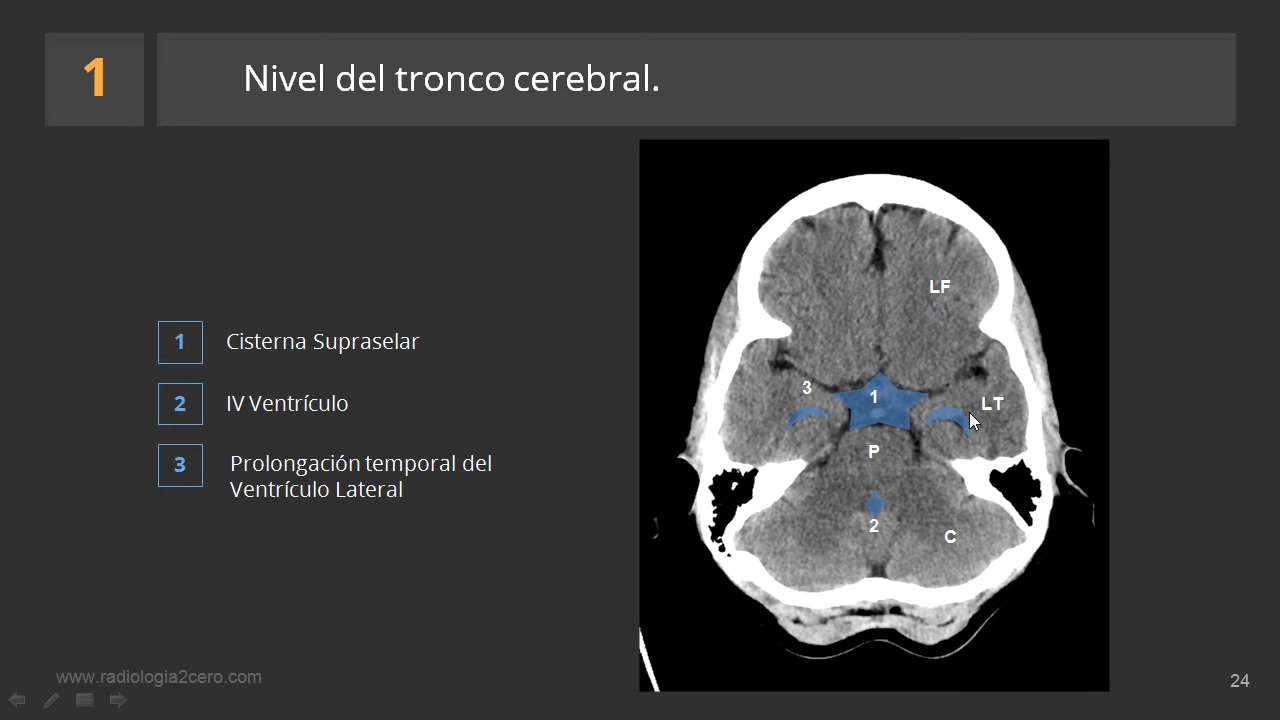 1
Nivel del tronco cerebral.
1 Cisterna Supraselar
2 IV Ventrículo
3 Prolongación temporal del
Ventrículo Lateral
LF
3
1
LT
P
2
C
www.radiologia2cero.com
24